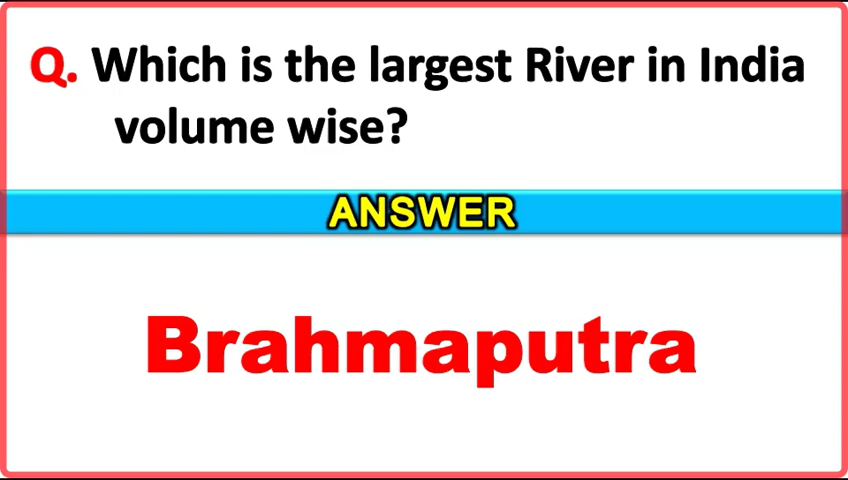 Q. Which is the largest River in India
volume wise?
ANSWER
Brahmaputra